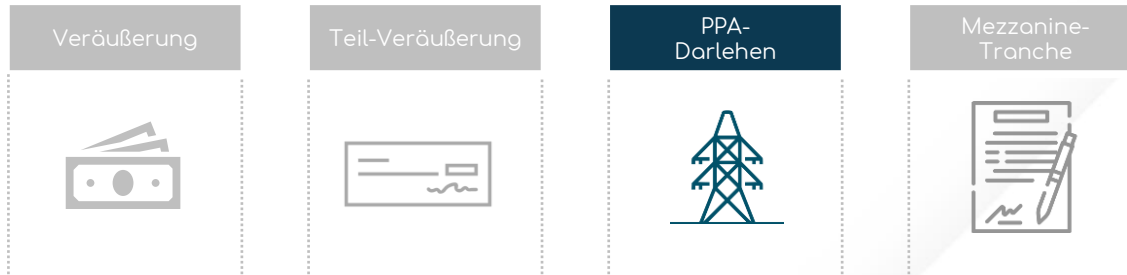 Veräußerung
Teil-Veräußerung
PPA-
Darlehen
Mezzanine-
Tranche